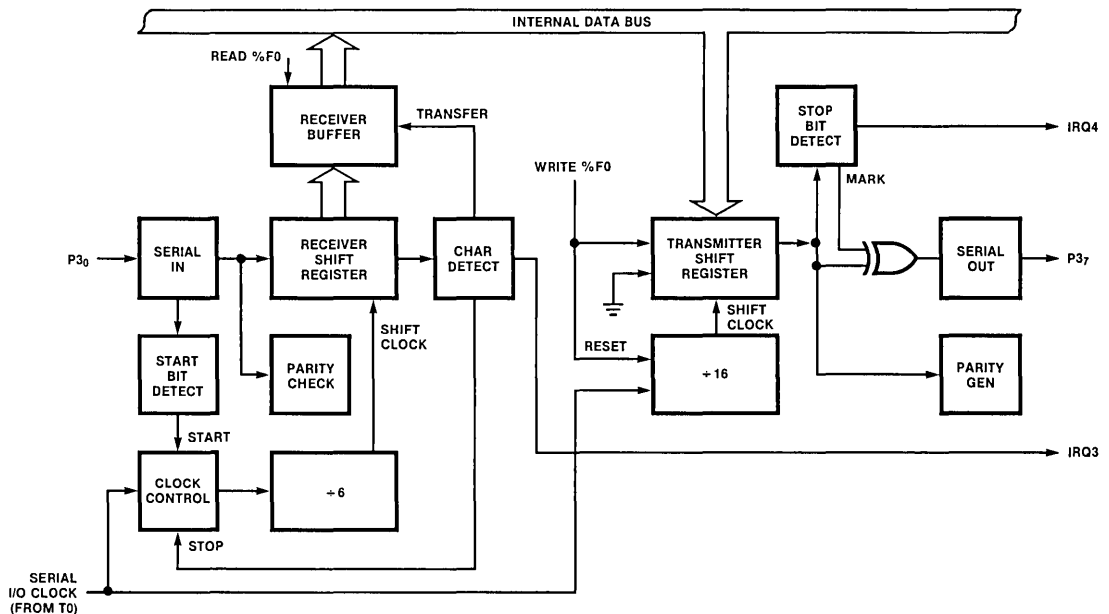 INTERNAL DATA BUS
READ %F0
RECEIVER
BUFFER
TRANSFER
STOP
BIT
DETECT
IRQ4
MARK
WRITE %F0
P3₀
SERIAL
IN
RECEIVER
SHIFT
REGISTER
CHAR
DETECT
TRANSMITTER
SHIFT
REGISTER
SERIAL
OUT
P3₇
SHIFT
CLOCK
SHIFT
CLOCK
START
BIT
DETECT
PARITY
CHECK
RESET
÷16
PARITY
GEN
START
IRQ3
CLOCK
CONTROL
÷6
STOP
SERIAL
I/O CLOCK
(FROM T0)